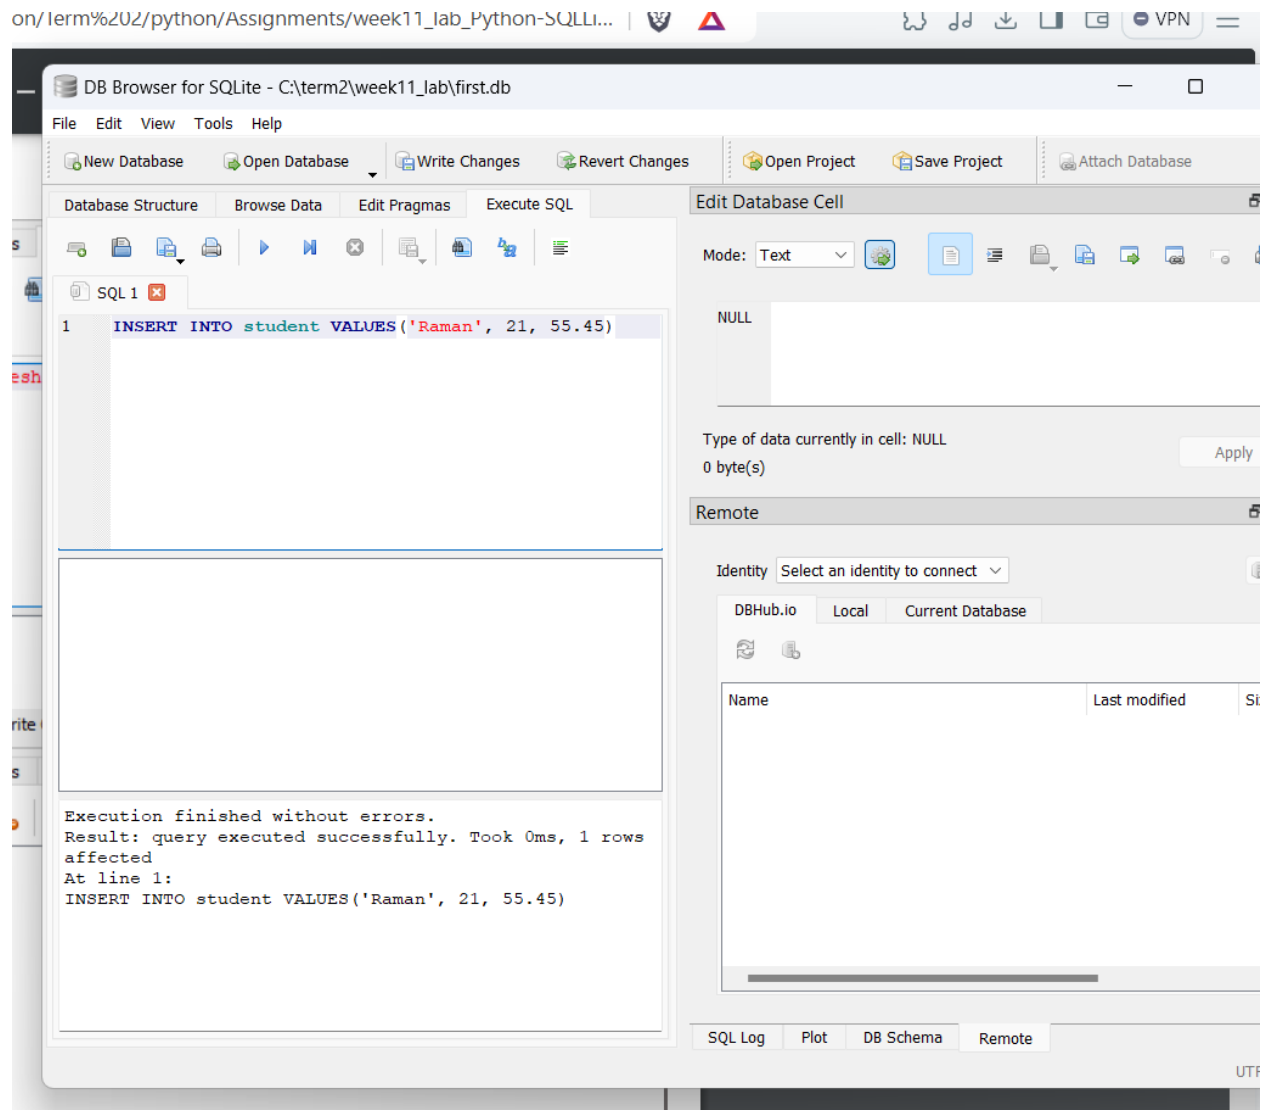 on/Term%202/python/Assignments/week11_lab_Python-SQLLi...
VPN
DB Browser for SQLite - C:\term2\week11_lab\first.db
File Edit View Tools Help
New Database Open Database Write Changes Revert Changes Open Project Save Project Attach Database
Database Structure Browse Data Edit Pragmas Execute SQL
SQL 1
1 INSERT INTO student VALUES('Raman', 21, 55.45)
esh
Execution finished without errors.
Result: query executed successfully. Took 0ms, 1 rows
affected
At line 1:
INSERT INTO student VALUES('Raman', 21, 55.45)
Edit Database Cell
Mode: Text
NULL
Type of data currently in cell: NULL
0 byte(s)
Apply
Remote
Identity Select an identity to connect
DBHub.io Local Current Database
Name Last modified Si
SQL Log Plot DB Schema Remote
UTF
rite
s
s